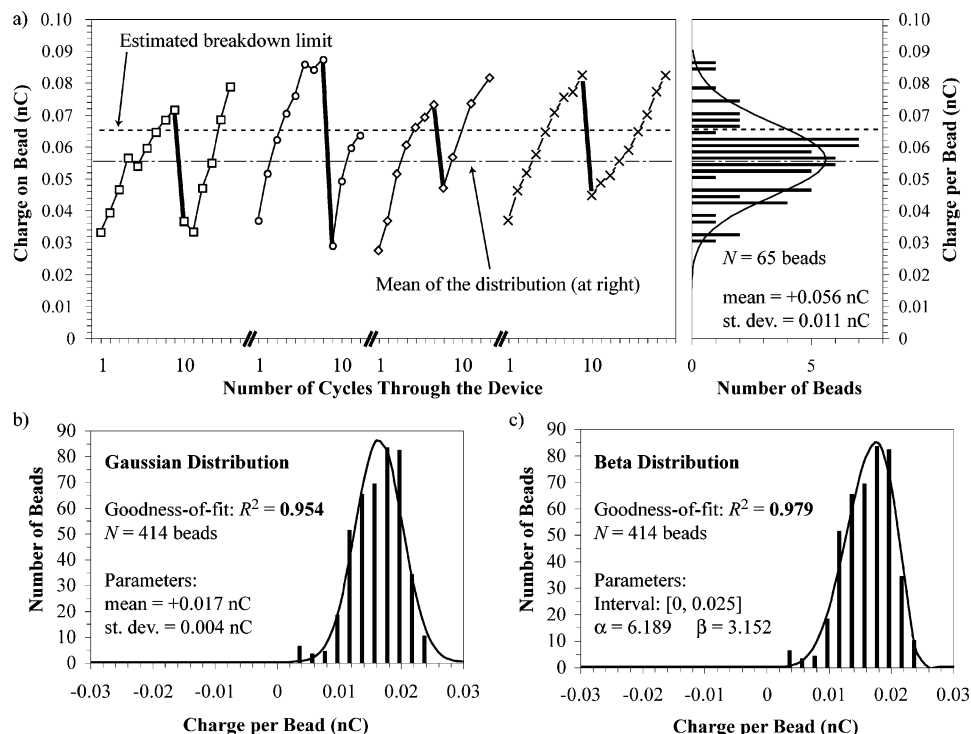 a)
0.10
0.09
0.08
0.07
0.06
0.05
0.04
0.03
0.02
0.01
0
Charge on Bead (nC)
Estimated breakdown limit
Mean of the distribution (at right)
1 10 1 10 1 10 1 10
Number of Cycles Through the Device
N = 65 beads
mean = +0.056 nC
st. dev. = 0.011 nC
0 5
Number of Beads
0.10
0.09
0.08
0.07
0.06
0.05
0.04
0.03
0.02
0.01
0
Charge per Bead (nC)
b)
90
80
70
60
50
40
30
20
10
0
Number of Beads
Gaussian Distribution
Goodness-of-fit: R² = 0.954
N = 414 beads
Parameters:
mean = +0.017 nC
st. dev. = 0.004 nC
-0.03 -0.02 -0.01 0 0.01 0.02 0.03
Charge per Bead (nC)
c)
90
80
70
60
50
40
30
20
10
0
Number of Beads
Beta Distribution
Goodness-of-fit: R² = 0.979
N = 414 beads
Parameters:
Interval: [0, 0.025]
α = 6.189 β = 3.152
-0.03 -0.02 -0.01 0 0.01 0.02 0.03
Charge per Bead (nC)